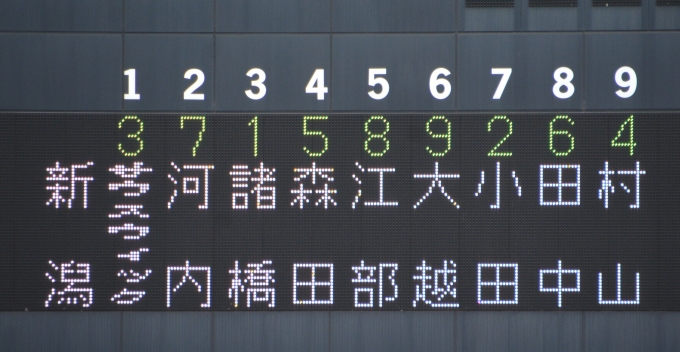 1 2 3 4 5 6 7 8 9
3 7 1 5 8 9 2 6 4
新潟
河内
諸橋
森田
江部
大越
小田
田中
村山